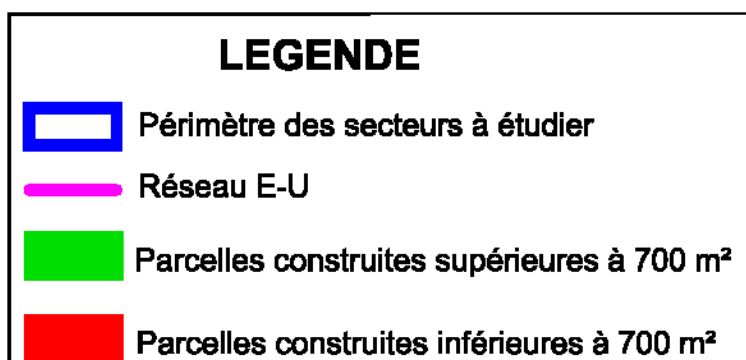 LEGENDE
Périmètre des secteurs à étudier
Réseau E-U
Parcelles construites supérieures à 700 m²
Parcelles construites inférieures à 700 m²